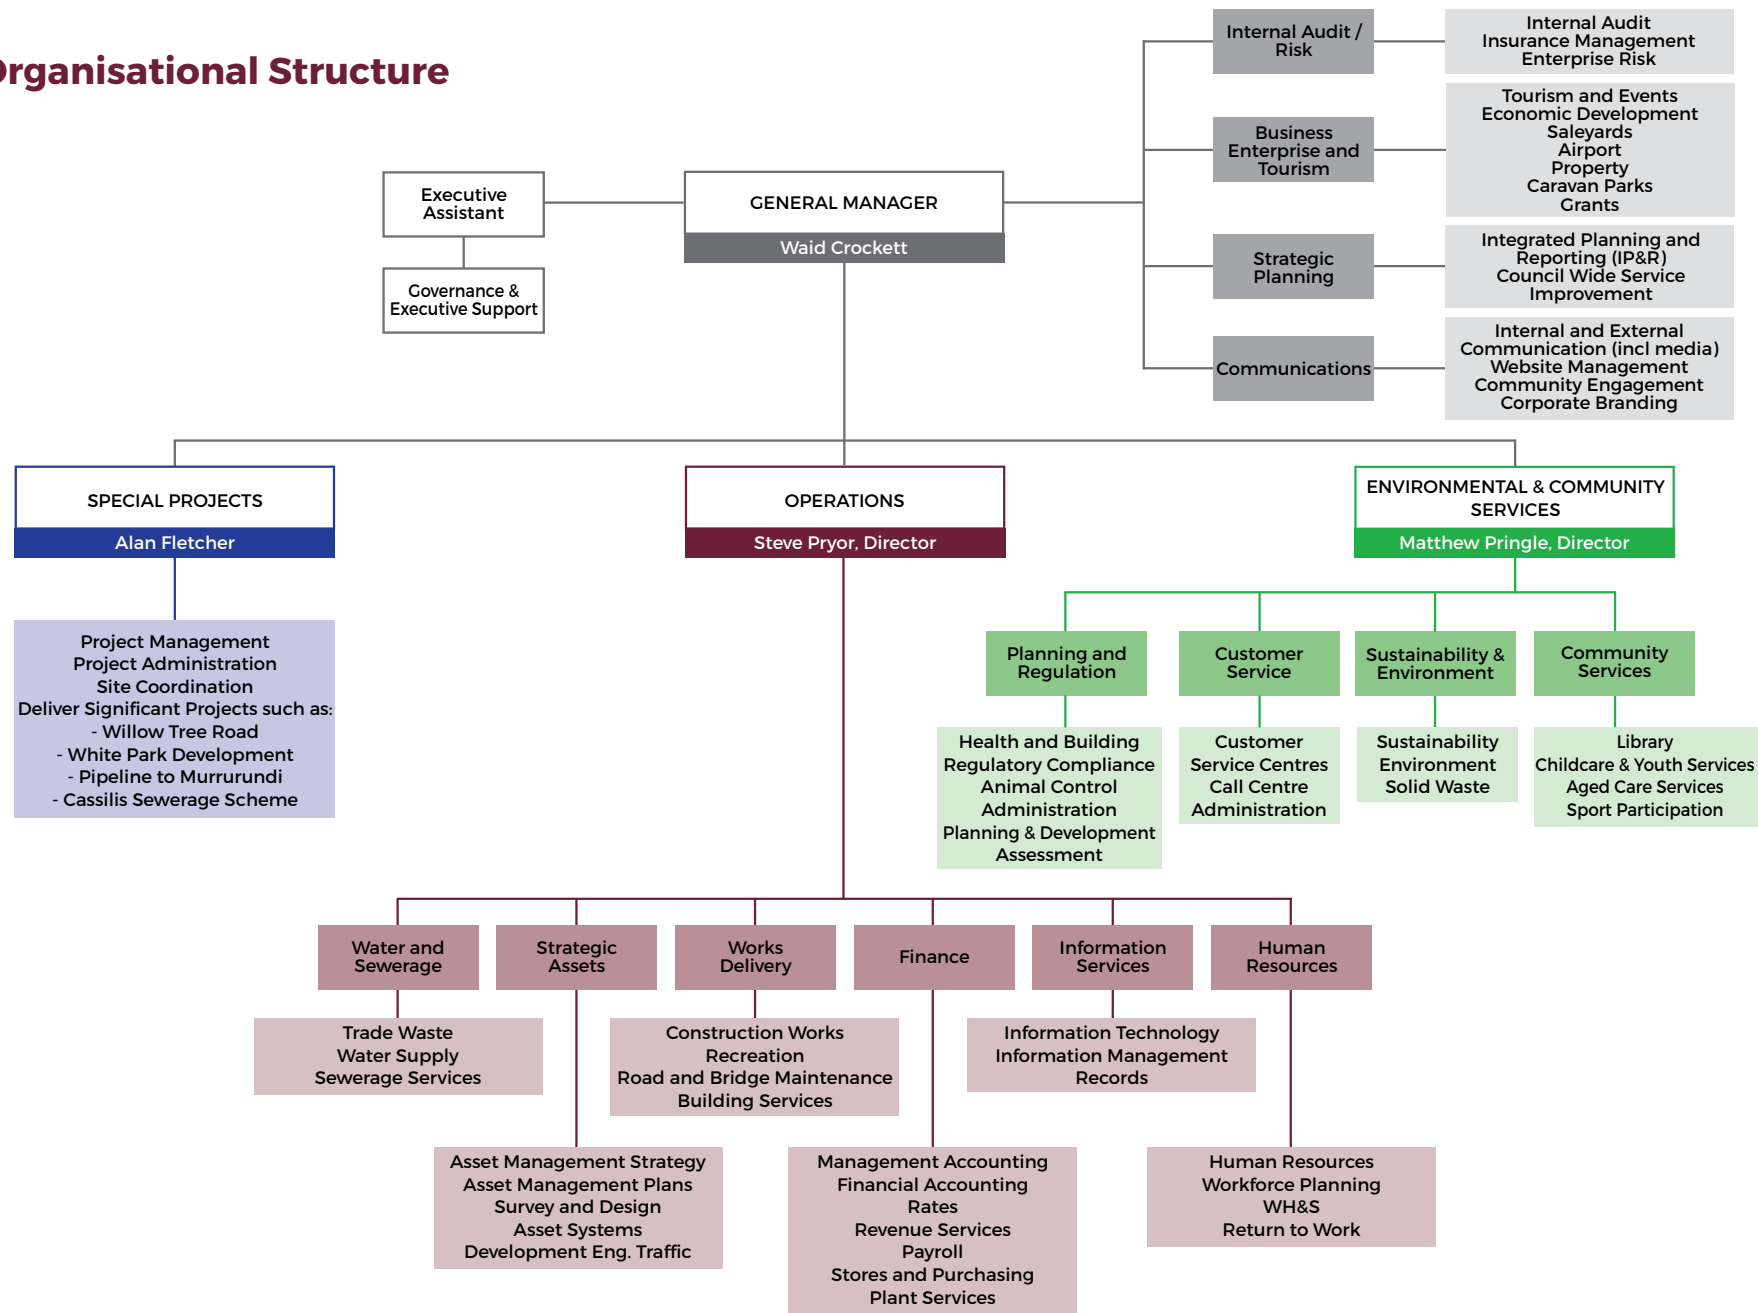 Organisational Structure
Internal Audit /
Risk
Internal Audit
Insurance Management
Enterprise Risk
Business
Enterprise and
Tourism
Tourism and Events
Economic Development
Saleyards
Airport
Property
Caravan Parks
Grants
Executive
Assistant
GENERAL MANAGER
Waid Crockett
Governance &
Executive Support
Strategic
Planning
Integrated Planning and
Reporting (IP&R)
Council Wide Service
Improvement
Communications
Internal and External
Communication (incl media)
Website Management
Community Engagement
Corporate Branding
SPECIAL PROJECTS
Alan Fletcher
OPERATIONS
Steve Pryor, Director
ENVIRONMENTAL & COMMUNITY
SERVICES
Matthew Pringle, Director
Project Management
Project Administration
Site Coordination
Deliver Significant Projects such as:
- Willow Tree Road
- White Park Development
- Pipeline to Murrurundi
- Cassilis Sewerage Scheme
Planning and
Regulation
Customer
Service
Sustainability &
Environment
Community
Services
Health and Building
Regulatory Compliance
Animal Control
Administration
Planning & Development
Assessment
Customer
Service Centres
Call Centre
Administration
Sustainability
Environment
Solid Waste
Library
Childcare & Youth Services
Aged Care Services
Sport Participation
Water and
Sewerage
Strategic
Assets
Works
Delivery
Finance
Information
Services
Human
Resources
Trade Waste
Water Supply
Sewerage Services
Construction Works
Recreation
Road and Bridge Maintenance
Building Services
Information Technology
Information Management
Records
Asset Management Strategy
Asset Management Plans
Survey and Design
Asset Systems
Development Eng. Traffic
Management Accounting
Financial Accounting
Rates
Revenue Services
Payroll
Stores and Purchasing
Plant Services
Human Resources
Workforce Planning
WH&S
Return to Work